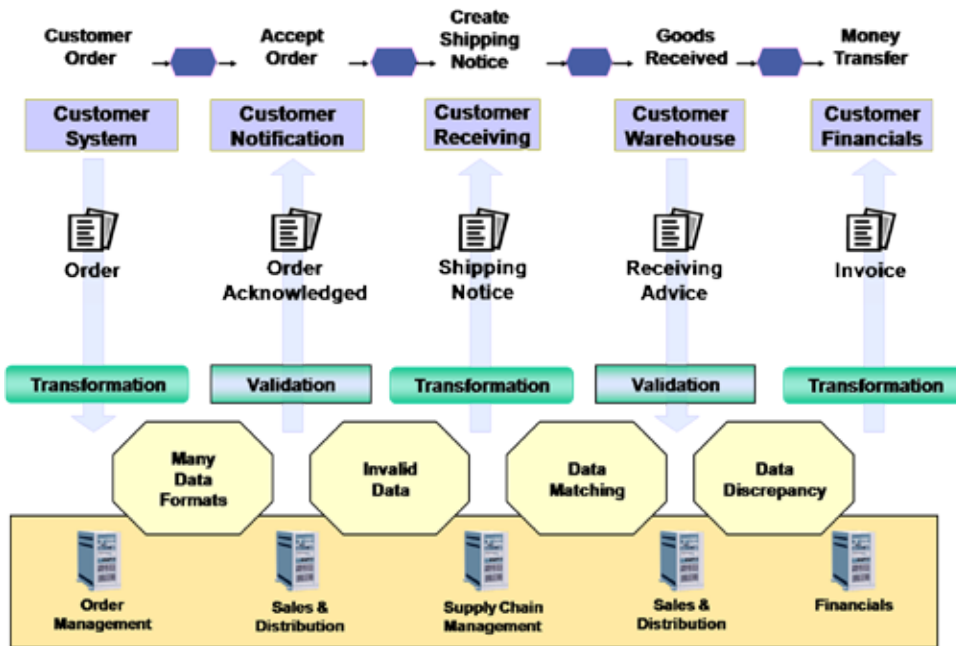 Customer
Order
Accept
Order
Create
Shipping
Notice
Goods
Received
Money
Transfer
Customer
System
Customer
Notification
Customer
Receiving
Customer
Warehouse
Customer
Financials
Order
Order
Acknowledged
Shipping
Notice
Receiving
Advice
Invoice
Transformation
Validation
Transformation
Validation
Transformation
Many
Data
Formats
Invalid
Data
Data
Matching
Data
Discrepancy
Order
Management
Sales &
Distribution
Supply Chain
Management
Sales &
Distribution
Financials